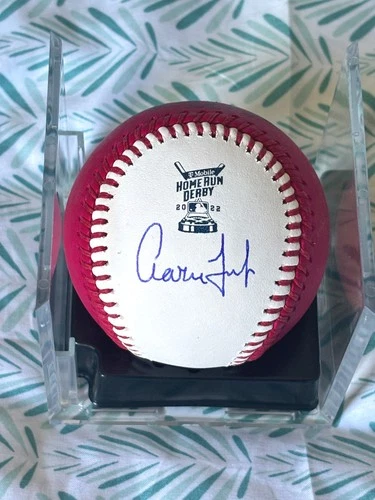 T Mobile
HOME RUN
DERBY
20 22
Aaron